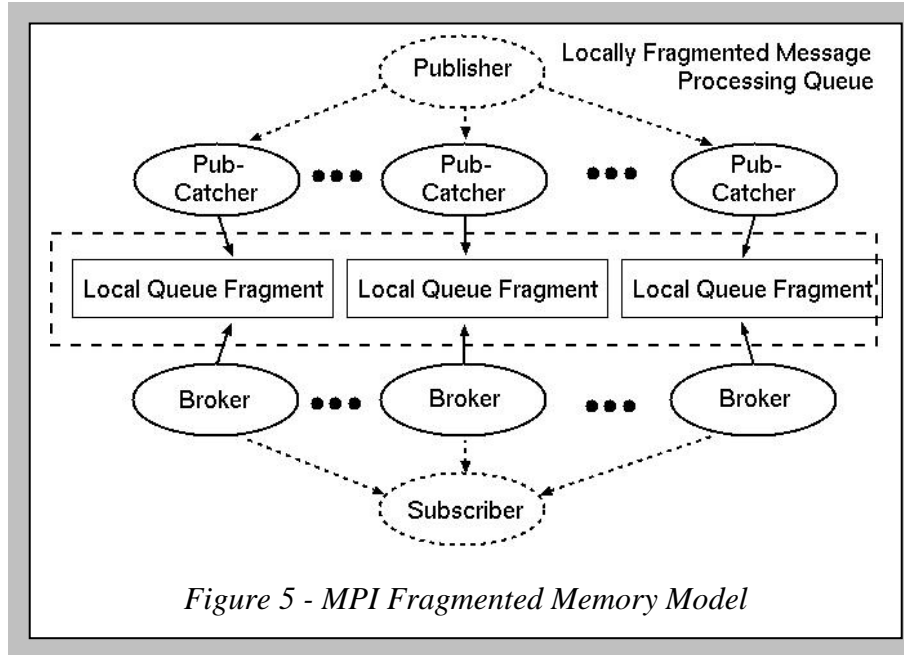 Publisher
Locally Fragmented Message
Processing Queue
Pub-
Catcher
Pub-
Catcher
Pub-
Catcher
Local Queue Fragment
Local Queue Fragment
Local Queue Fragment
Broker
Broker
Broker
Subscriber
Figure 5 - MPI Fragmented Memory Model